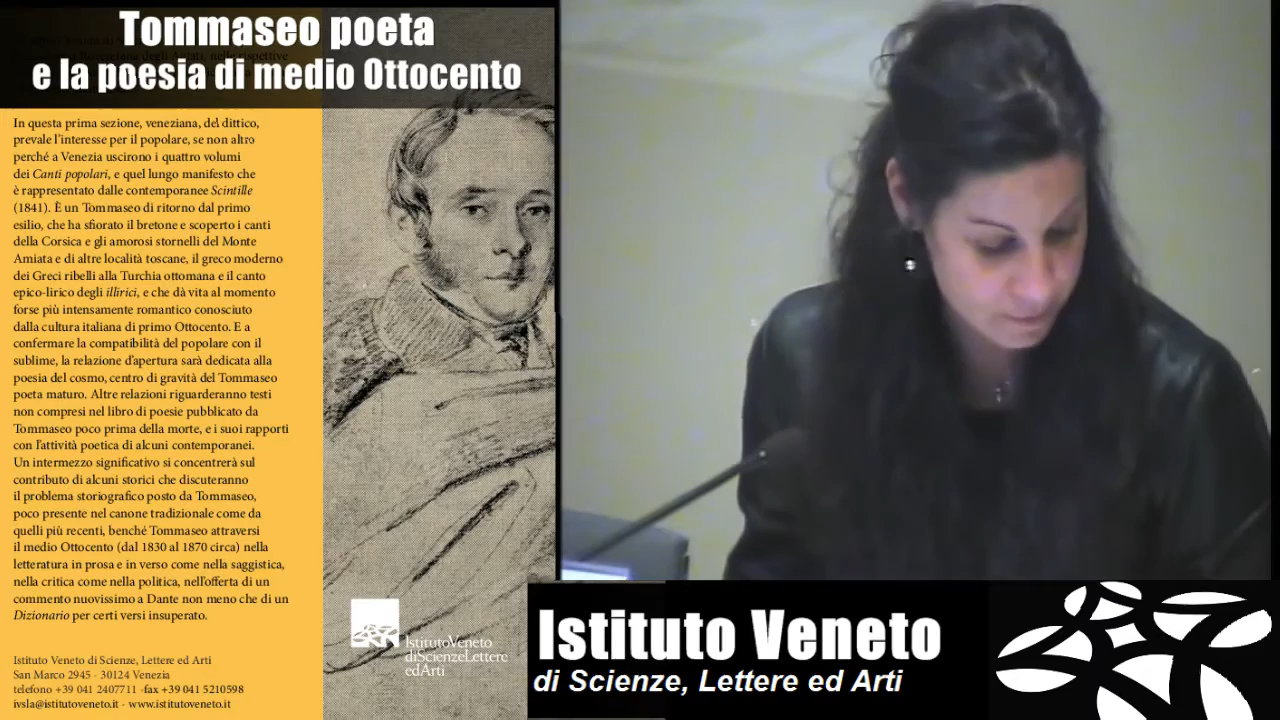 Tommaseo poeta
e la poesia di medio Ottocento
In questa prima sezione, veneziana, del dittico,
prevale l'interesse per il popolare, se non altro
perché a Venezia uscirono i quattro volumi
dei Canti popolari, e quel lungo manifesto che
è rappresentato dalle contemporanee Scintille
(1841). È un Tommaseo di ritorno dal primo
esilio, che ha sfiorato il bretone e scoperto i canti
della Corsica e gli amorosi stornelli del Monte
Amiata e di altre località toscane, il greco moderno
dei Greci ribelli alla Turchia ottomana e il canto
epico-lirico degli illirici, e che dà vita al momento
forse più intensamente romantico conosciuto
dalla cultura italiana di primo Ottocento. E a
confermare la compatibilità del popolare con il
sublime, la relazione d'apertura sarà dedicata alla
poesia del cosmo, centro di gravità del Tommaseo
poeta maturo. Altre relazioni riguarderanno testi
non compresi nel libro di poesie pubblicato da
Tommaseo poco prima della morte, e i suoi rapporti
con l'attività poetica di alcuni contemporanei.
Un intermezzo significativo si concentrerà sul
contributo di alcuni storici che discuteranno
il problema storiografico posto da Tommaseo,
poco presente nel canone tradizionale come da
quelli più recenti, benché Tommaseo attraversi
il medio Ottocento (dal 1830 al 1870 circa) nella
letteratura in prosa e in verso come nella saggistica,
nella critica come nella politica, nell'offerta di un
commento nuovissimo a Dante non meno che di un
Dizionario per certi versi insuperato.
Istituto Veneto di Scienze, Lettere ed Arti
San Marco 2945 - 30124 Venezia
telefono +39 041 2407711 -fax +39 041 5210598
ivsla@istitutoveneto.it - www.istitutoveneto.it
IstitutoVeneto
diScienzeLettere
edArti
Istituto Veneto
di Scienze, Lettere ed Arti